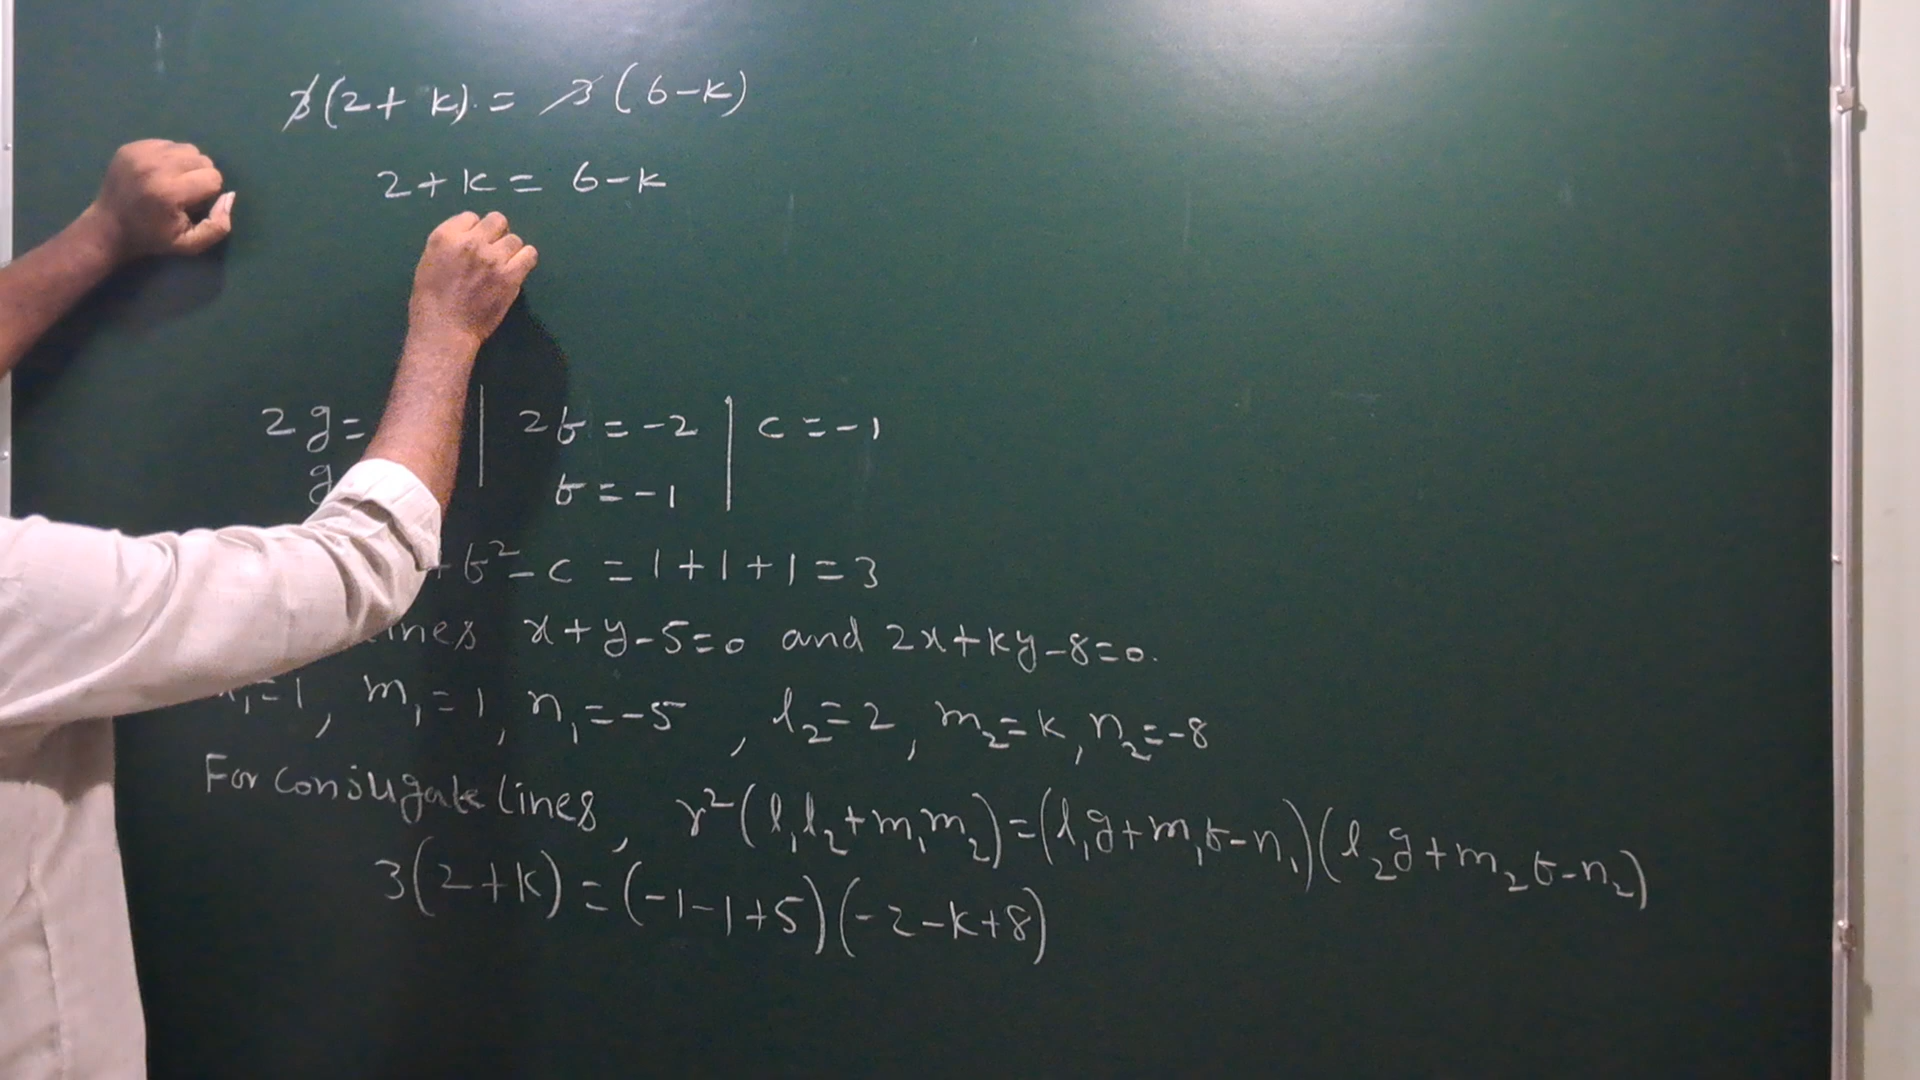 3(2+k) = 3(6-k)
2+k = 6-k
2g= | 2f = -2 | c = -1
g f = -1
+f²-c = 1+1+1=3
x+y-5=0 and 2x+ky-8=0.
=1, m₁=1, n₁=-5, l₂=2, m₂=k, n₂=-8
For conjugate lines, r²(l₁l₂+m₁m₂)=(l₁g+m₁f-n₁)(l₂g+m₂f-n₂)
3(2+k)=(-1-1+5)(-2-k+8)